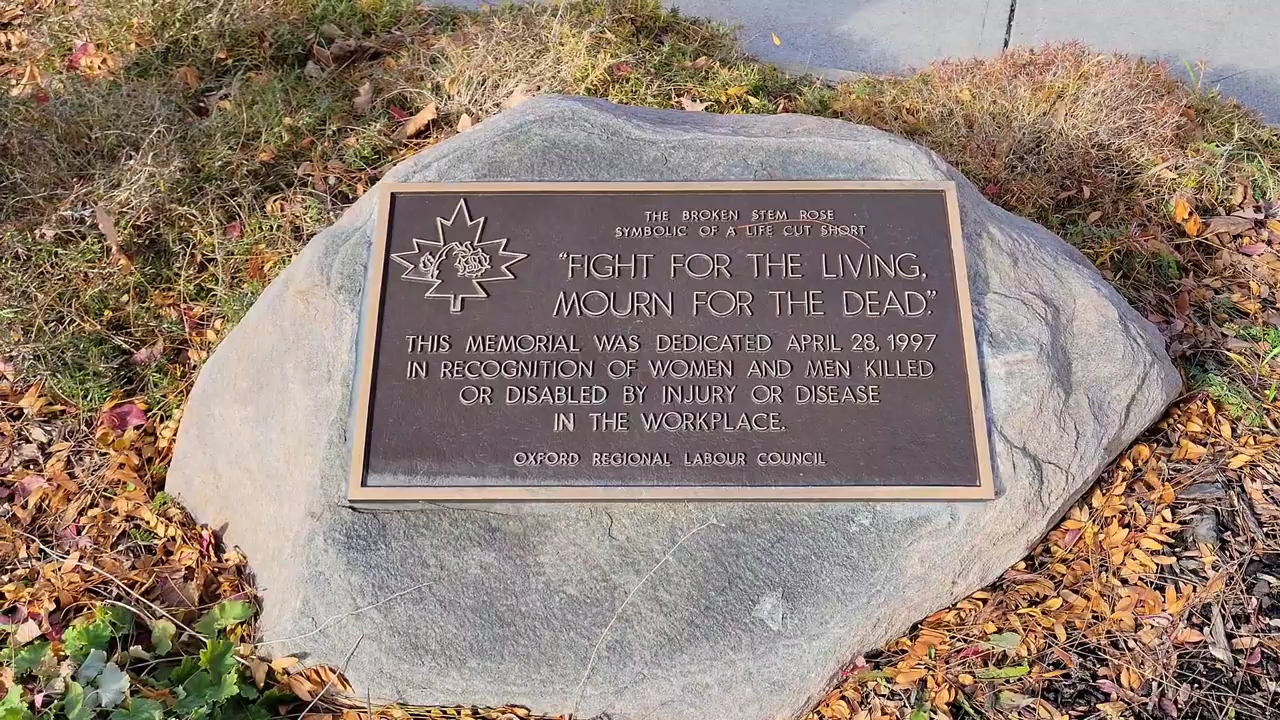 THE BROKEN STEM ROSE
SYMBOLIC OF A LIFE CUT SHORT
"FIGHT FOR THE LIVING,
MOURN FOR THE DEAD."
THIS MEMORIAL WAS DEDICATED APRIL 28, 1997
IN RECOGNITION OF WOMEN AND MEN KILLED
OR DISABLED BY INJURY OR DISEASE
IN THE WORKPLACE.
OXFORD REGIONAL LABOUR COUNCIL